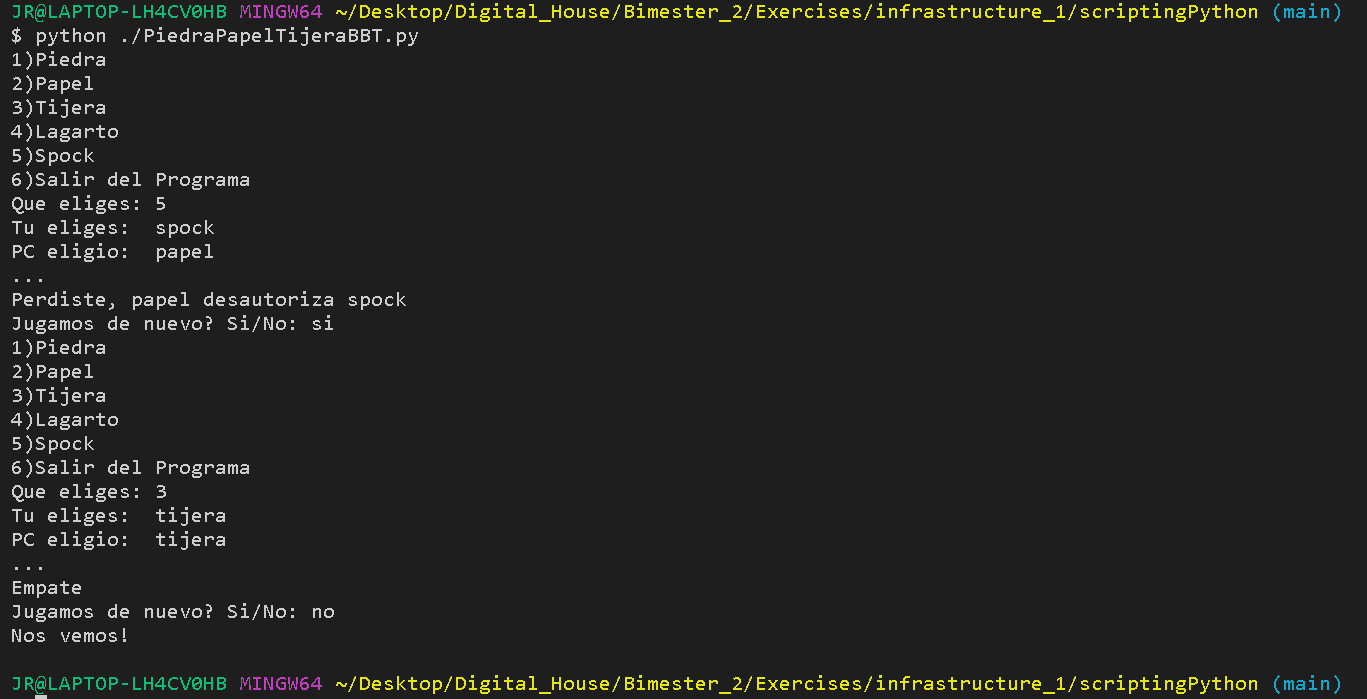 JR@LAPTOP-LH4CV0HB MINGW64 ~/Desktop/Digital_House/Bimester_2/Exercises/infrastructure_1/scriptingPython (main)
$ python ./PiedraPapelTijeraBBT.py
1)Piedra
2)Papel
3)Tijera
4)Lagarto
5)Spock
6)Salir del Programa
Que eliges: 5
Tu eliges:  spock
PC eligio:  papel
...
Perdiste, papel desautoriza spock
Jugamos de nuevo? Si/No: si
1)Piedra
2)Papel
3)Tijera
4)Lagarto
5)Spock
6)Salir del Programa
Que eliges: 3
Tu eliges:  tijera
PC eligio:  tijera
...
Empate
Jugamos de nuevo? Si/No: no
Nos vemos!
JR@LAPTOP-LH4CV0HB MINGW64 ~/Desktop/Digital_House/Bimester_2/Exercises/infrastructure_1/scriptingPython (main)